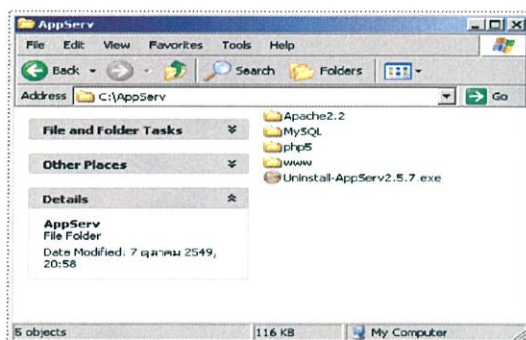 AppServ
File Edit View Favorites Tools Help
Back Search Folders
Address C:\AppServ Go
File and Folder Tasks
Other Places
Details
AppServ
File Folder
Date Modified: 7 ตุลาคม 2549,
20:58
Apache2.2
MySQL
php5
www
Uninstall-AppServ2.5.7.exe
5 objects 116 KB My Computer